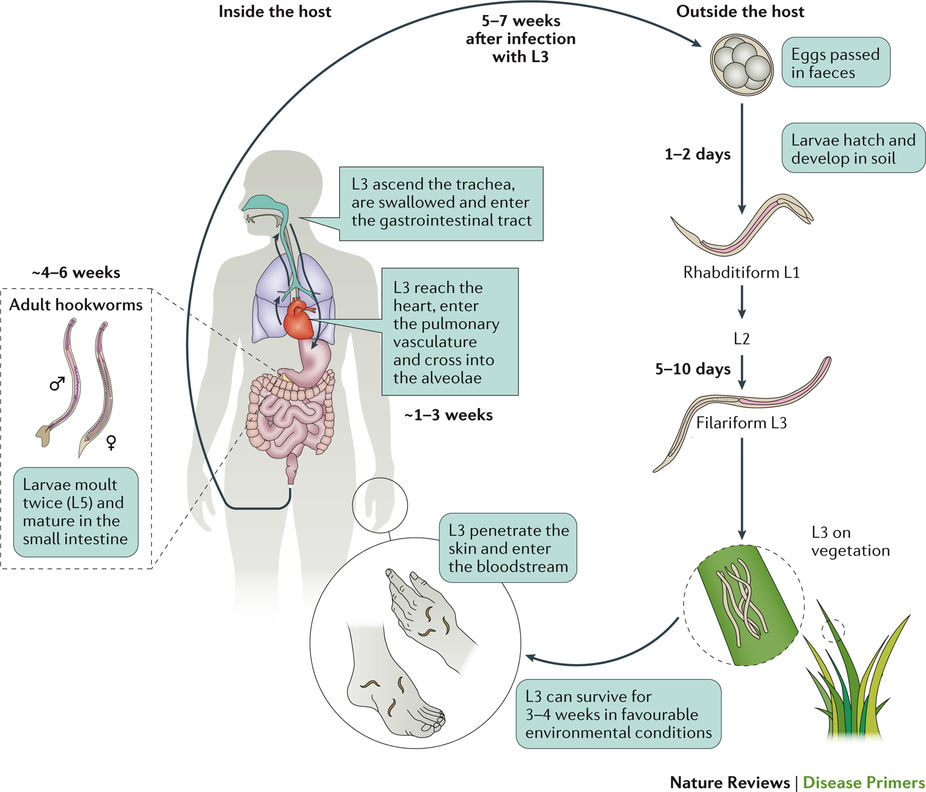 Inside the host
5–7 weeks
after infection
with L3
Outside the host
Eggs passed
in faeces
1–2 days
Larvae hatch and
develop in soil
Rhabditiform L1
L2
5–10 days
Filariform L3
L3 on
vegetation
L3 can survive for
3–4 weeks in favourable
environmental conditions
L3 penetrate the
skin and enter
the bloodstream
L3 ascend the trachea,
are swallowed and enter
the gastrointestinal tract
L3 reach the
heart, enter
the pulmonary
vasculature
and cross into
the alveolae
~1–3 weeks
~4–6 weeks
Adult hookworms
♂
♀
Larvae moult
twice (L5) and
mature in the
small intestine
Nature Reviews | Disease Primers